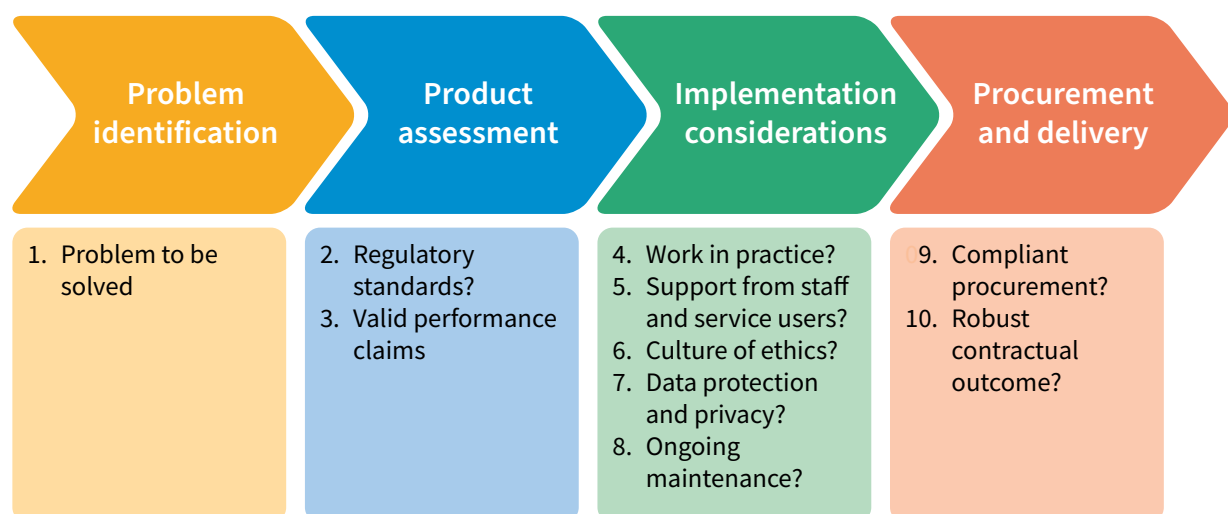 Problem
identification
Product
assessment
Implementation
considerations
Procurement
and delivery
1. Problem to be
solved
2. Regulatory
standards?
3. Valid performance
claims
4. Work in practice?
5. Support from staff
and service users?
6. Culture of ethics?
7. Data protection
and privacy?
8. Ongoing
maintenance?
09. Compliant
procurement?
10. Robust
contractual
outcome?